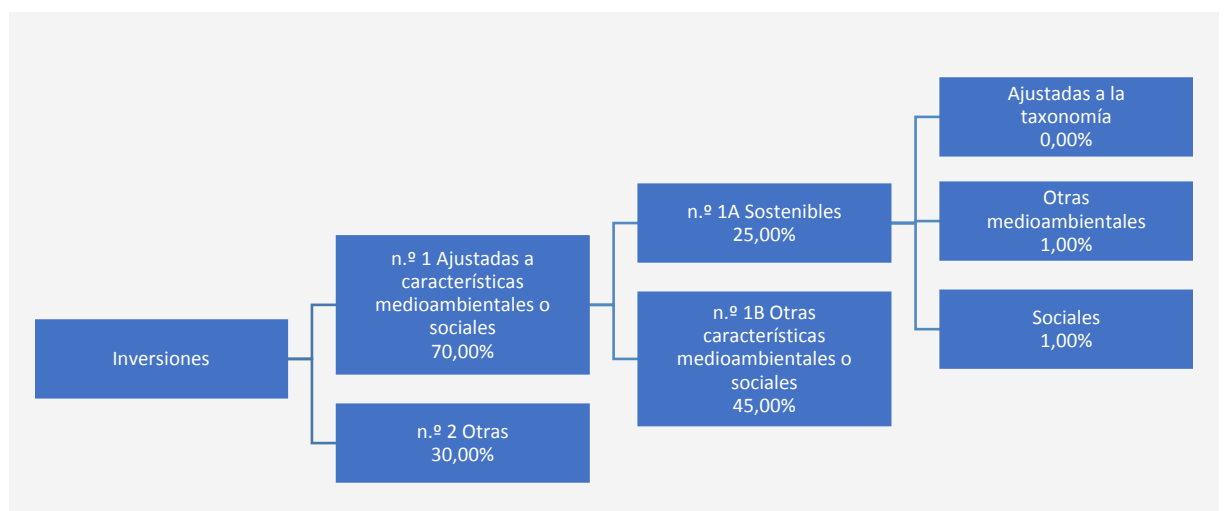 Inversiones
n.º 1 Ajustadas a
características
medioambientales o
sociales
70,00%
n.º 2 Otras
30,00%
n.º 1A Sostenibles
25,00%
n.º 1B Otras
características
medioambientales o
sociales
45,00%
Ajustadas a la
taxonomía
0,00%
Otras
medioambientales
1,00%
Sociales
1,00%